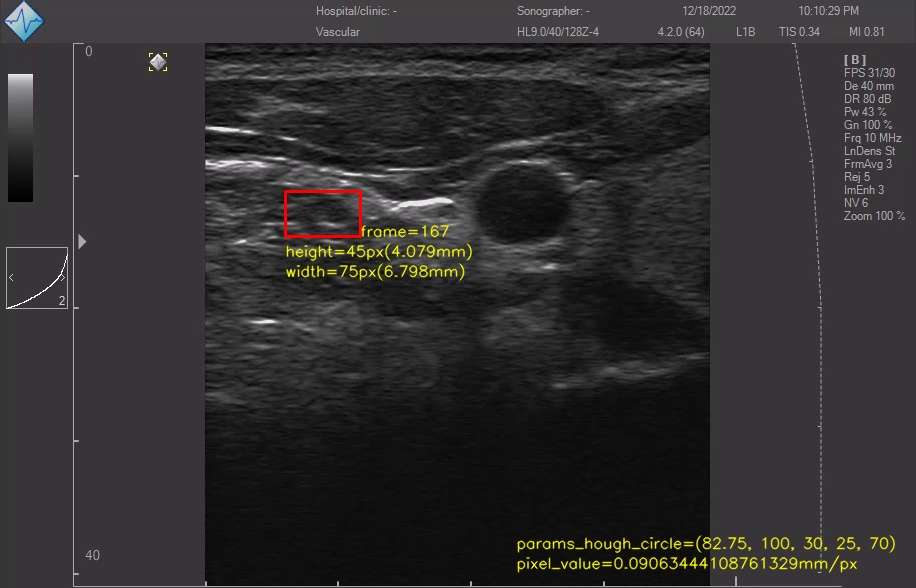 Hospital/clinic: - Sonographer: - 12/18/2022 10:10:29 PM
Vascular HL9.0/40/128Z-4 4.2.0 (64) L1B TIS 0.34 MI 0.81
0
[ B ]
FPS 31/30
De 40 mm
DR 80 dB
Pw 43 %
Gn 100 %
Frq 10 MHz
LnDens St
FrmAvg 3
Rej 5
ImEnh 3
NV 6
Zoom 100 %
frame=167
height=45px(4.079mm)
width=75px(6.798mm)
2
40
params_hough_circle=(82.75, 100, 30, 25, 70)
pixel_value=0.09063444108761329mm/px